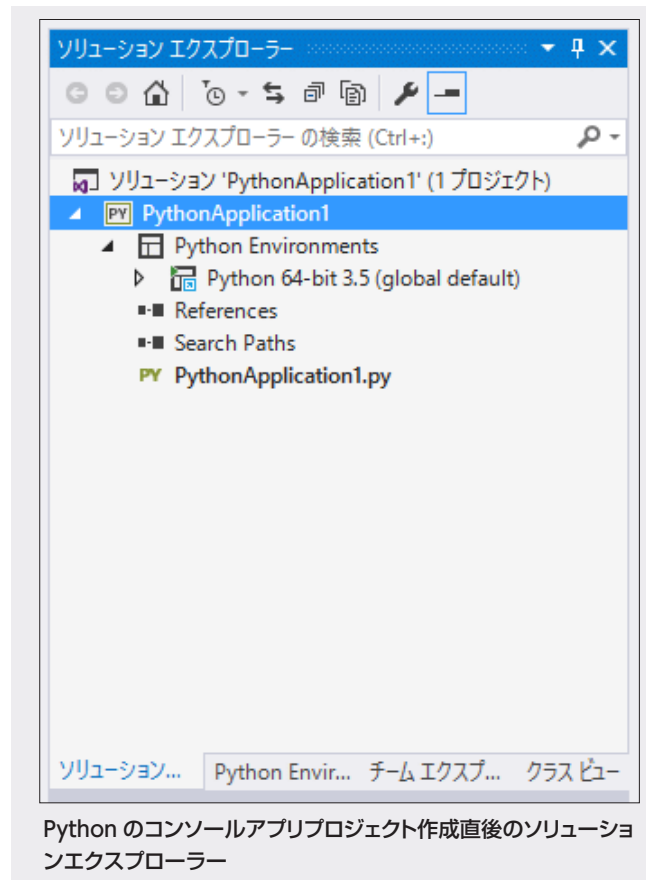 ソリューション エクスプローラー
ソリューション エクスプローラー の検索 (Ctrl+:)
ソリューション 'PythonApplication1' (1 プロジェクト)
PY PythonApplication1
Python Environments
Python 64-bit 3.5 (global default)
References
Search Paths
PY PythonApplication1.py
ソリューション... Python Envir... チーム エクスプ... クラス ビュー
Python のコンソールアプリプロジェクト作成直後のソリューショ
ンエクスプローラー